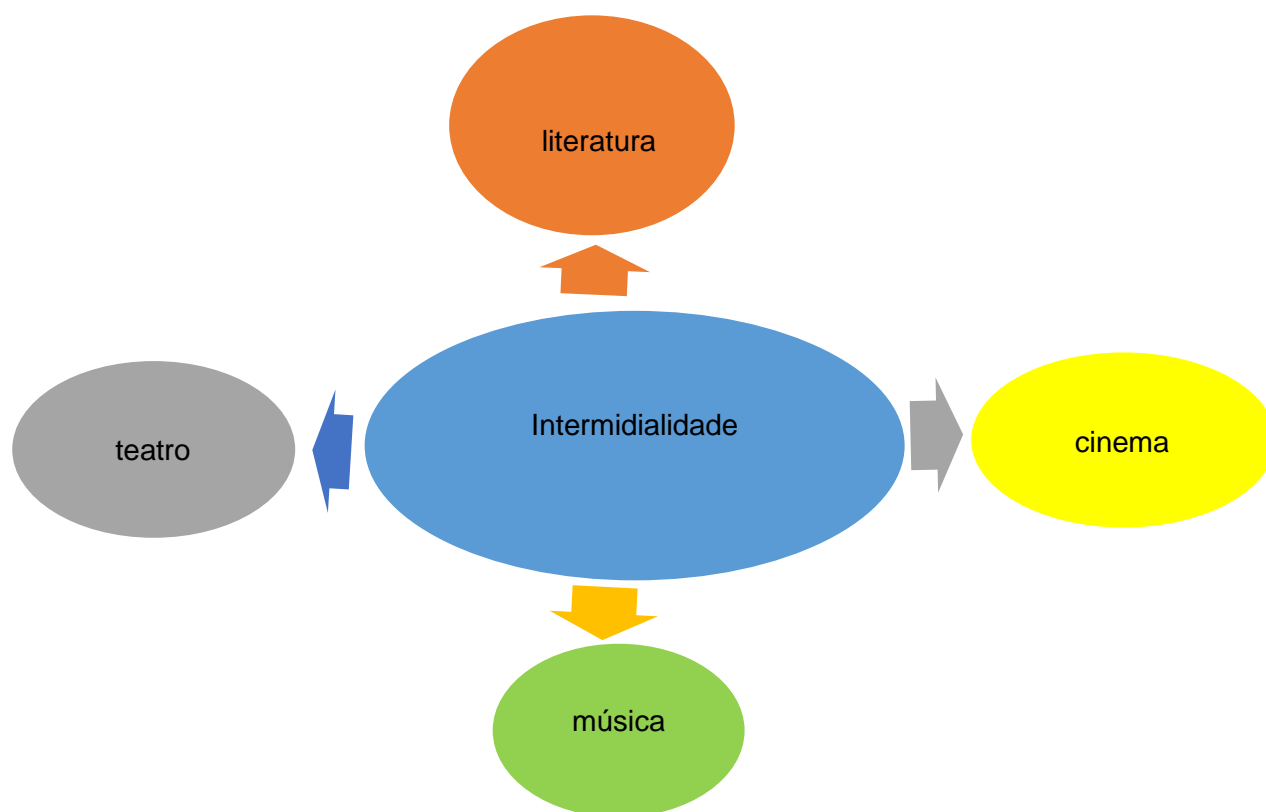 literatura
Intermidialidade
teatro
cinema
música